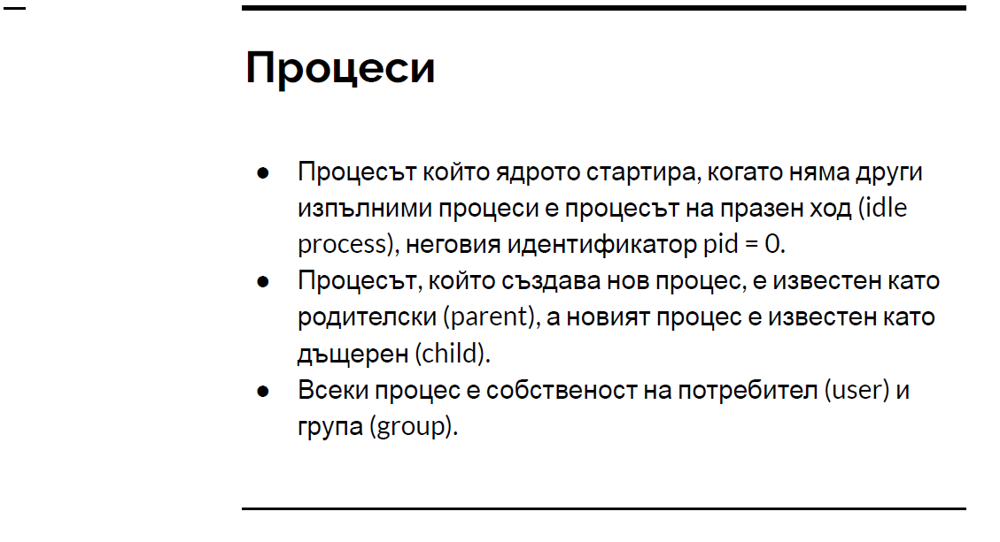 Процеси
● Процесът който ядрото стартира, когато няма други
изпълними процеси е процесът на празен ход (idle
process), неговия идентификатор pid = 0.
● Процесът, който създава нов процес, е известен като
родителски (parent), а новият процес е известен като
дъщерен (child).
● Всеки процес е собственост на потребител (user) и
група (group).